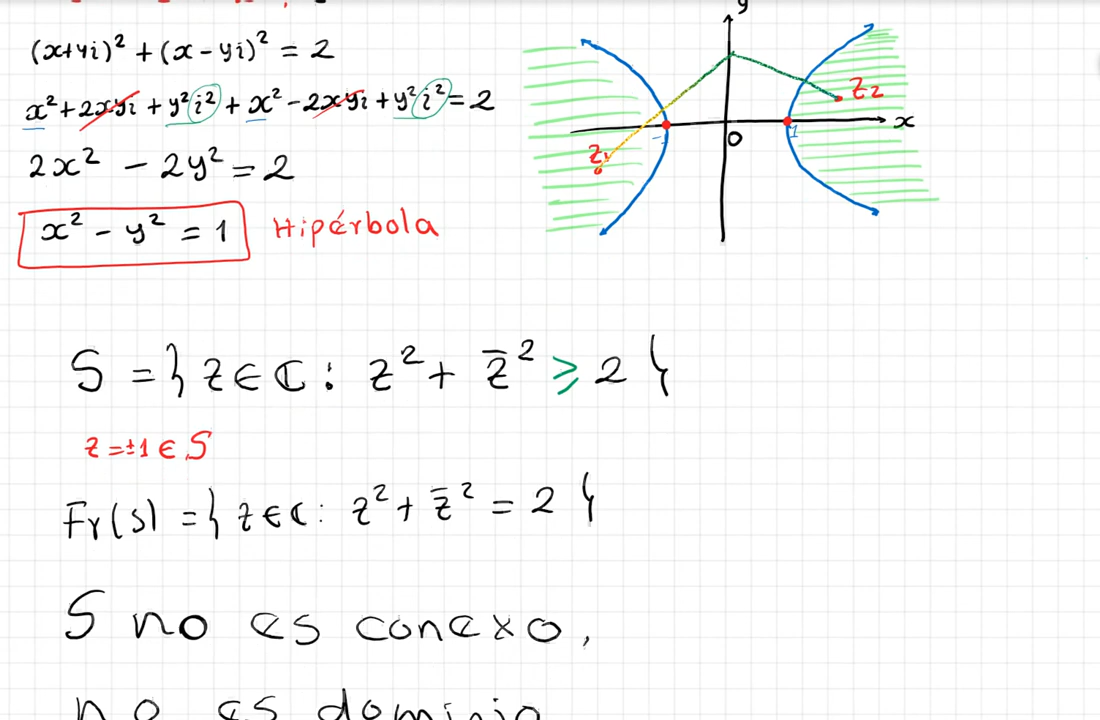 (x+yi)² + (x-yi)² = 2
x² + 2xyi + y²i² + x² - 2xyi + y²i² = 2
2x² - 2y² = 2
x² - y² = 1 Hipérbola
y
z₂
x
-1
0
1
z₁
S = { z ∈ ℂ : z² + z̄² ⩾ 2 }
z = ±1 ∈ S
Fr(S) = { z ∈ ℂ : z² + z̄² = 2 }
S no es conexo,
no es dominio